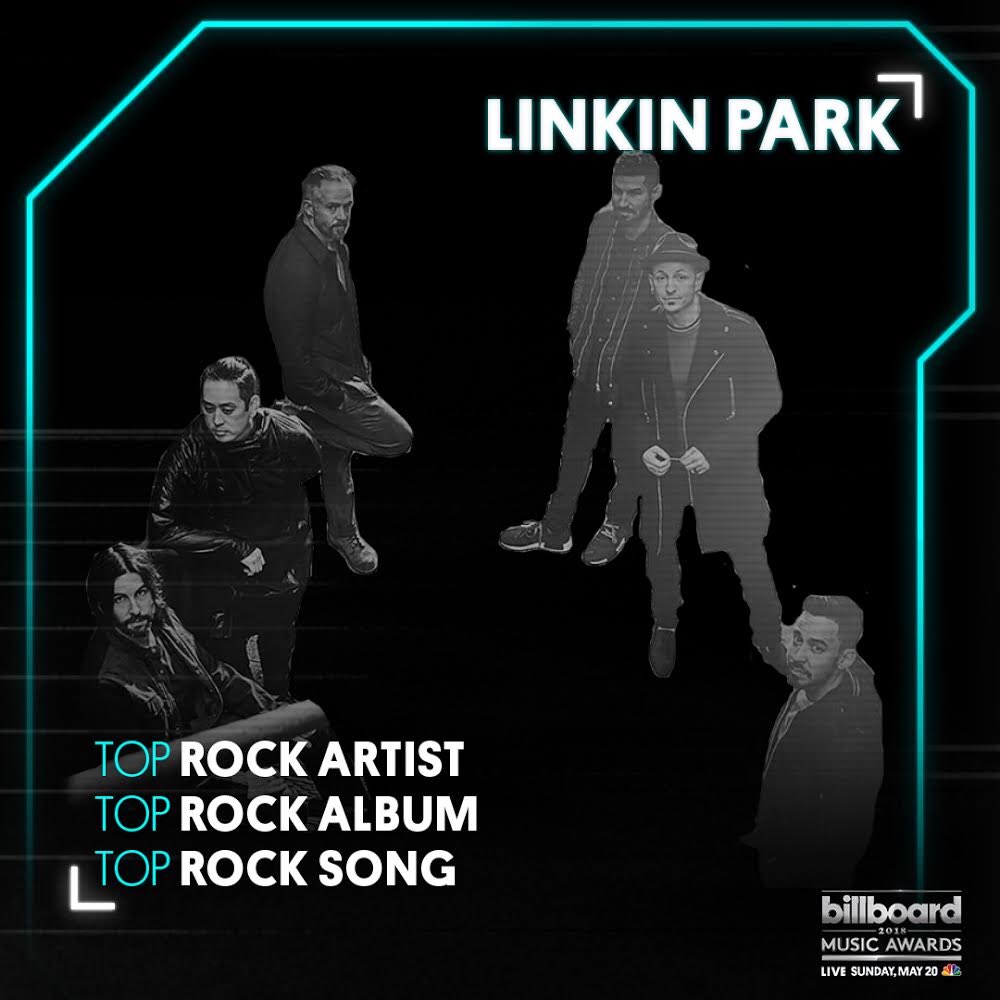 LINKIN PARK
TOP ROCK ARTIST
TOP ROCK ALBUM
TOP ROCK SONG
billboard
2018
MUSIC AWARDS
LIVE SUNDAY, MAY 20